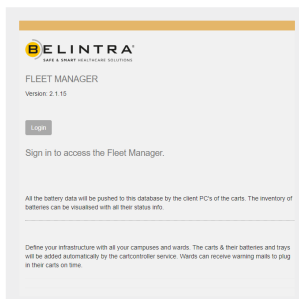 BELINTRA
SAFE & SMART HEALTHCARE SOLUTIONS
FLEET MANAGER
Version: 2.1.15
Login
Sign in to access the Fleet Manager.
All the battery data will be pushed to this database by the client PC's of the carts. The inventory of
batteries can be visualised with all their status info.
Define your infrastructure with all your campuses and wards. The carts & their batteries and trays
will be added automatically by the cartcontroller service. Wards can receive warning mails to plug
in their carts on time.